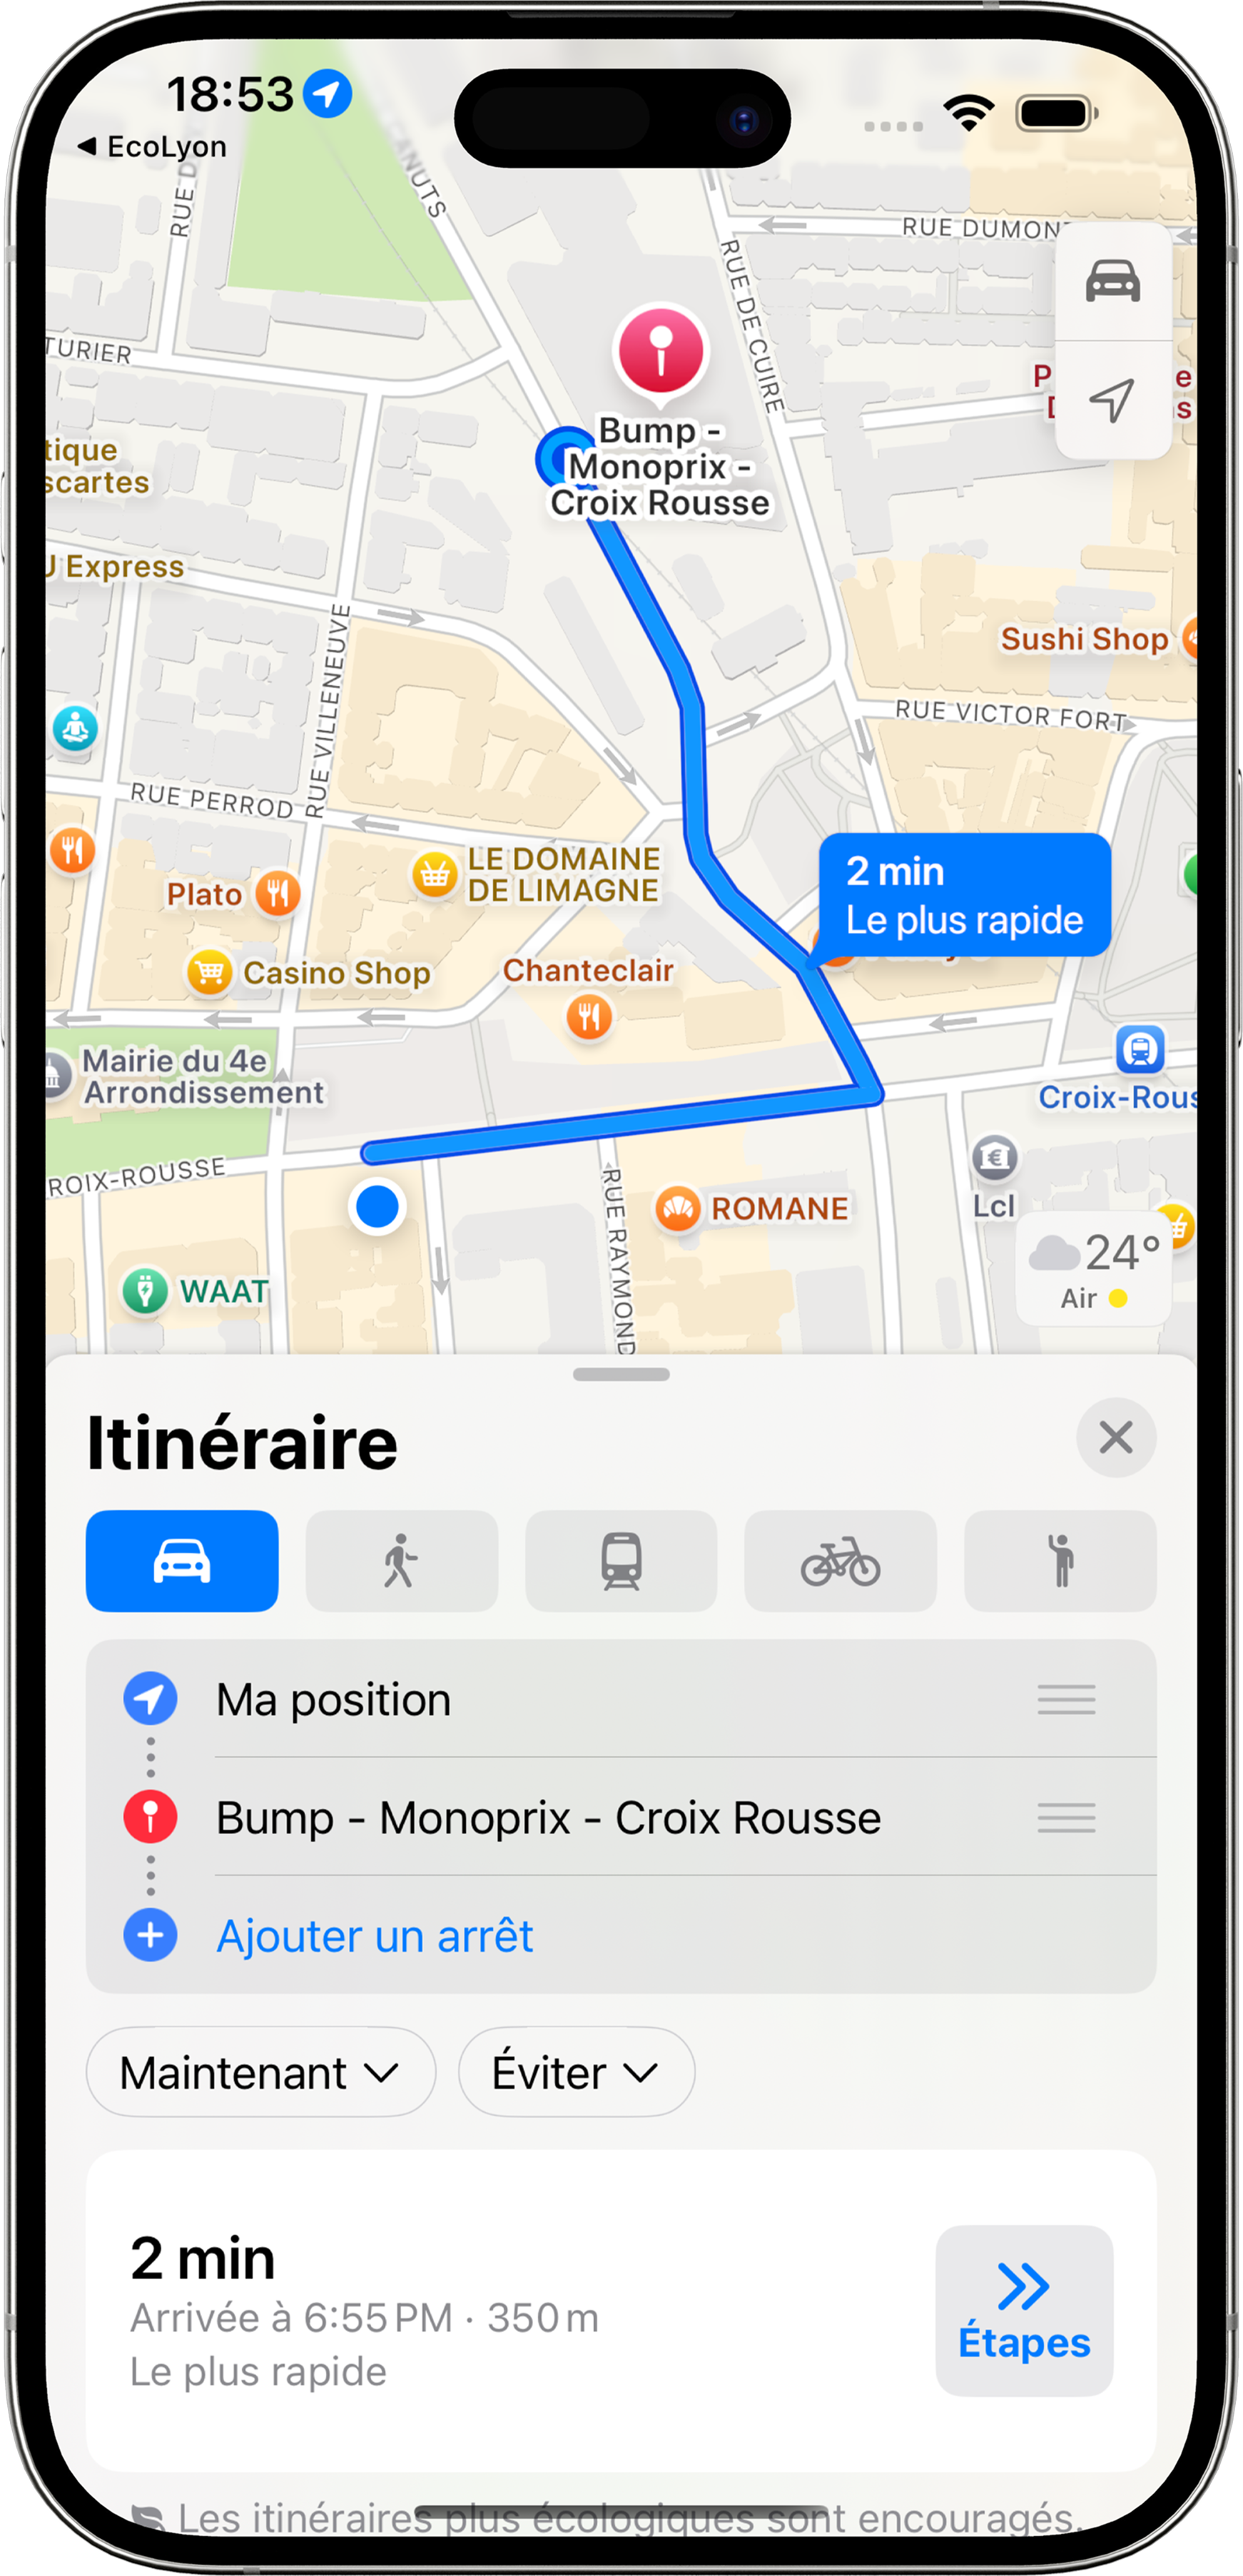 18:53
◀ EcoLyon
RUE D
CANUTS
RUE DUMONT
RUE DE CUIRE
TURIER
Bump -
Monoprix -
Croix Rousse
tique
scartes
U Express
RUE VILLENEUVE
Sushi Shop
RUE VICTOR FORT
RUE PERROD
LE DOMAINE
DE LIMAGNE
2 min
Le plus rapide
Plato
Casino Shop
Chanteclair
Mairie du 4e
Arrondissement
Croix-Rous
ROIX-ROUSSE
RUE RAYMOND
ROMANE
Lcl
WAAT
24°
Air
Itinéraire
Ma position
Bump - Monoprix - Croix Rousse
Ajouter un arrêt
Maintenant
Éviter
2 min
Arrivée à 6:55 PM · 350 m
Le plus rapide
Étapes
Les itinéraires plus écologiques sont encouragés.